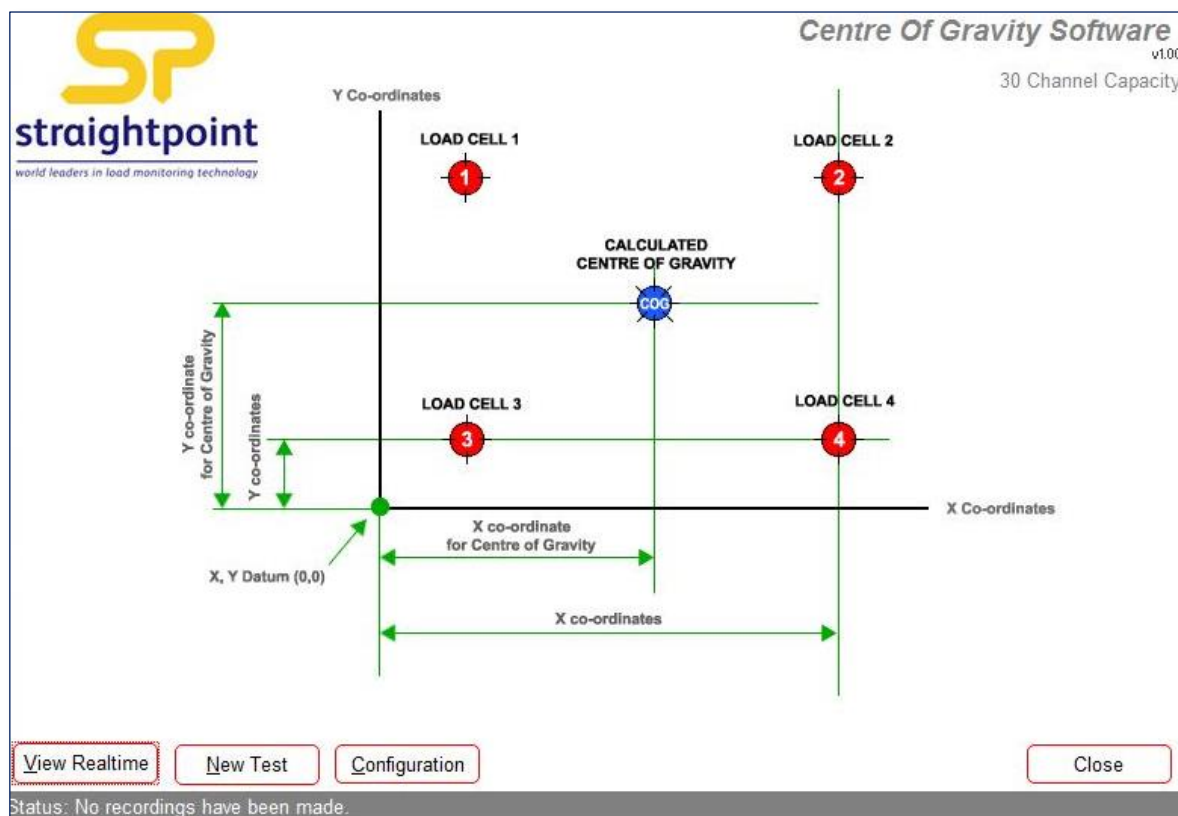 SP
straightpoint
world leaders in load monitoring technology
Centre Of Gravity Software
v1.00
30 Channel Capacity
Y Co-ordinates
LOAD CELL 1
1
LOAD CELL 2
2
CALCULATED
CENTRE OF GRAVITY
COG
Y co-ordinate
for Centre of Gravity
Y co-ordinates
LOAD CELL 3
3
LOAD CELL 4
4
X Co-ordinates
X co-ordinate
for Centre of Gravity
X, Y Datum (0,0)
X co-ordinates
View Realtime
New Test
Configuration
Close
Status: No recordings have been made.